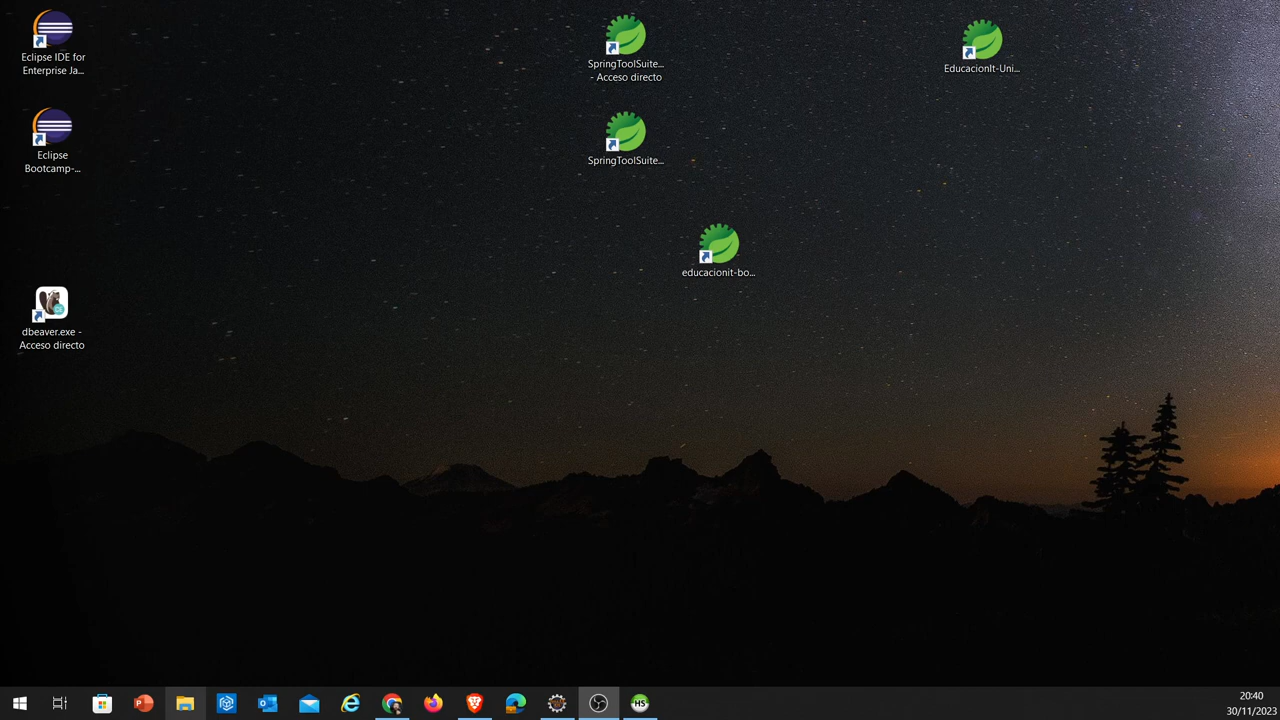 Eclipse IDE for
Enterprise Ja...
SpringToolSuite...
- Acceso directo
EducacionIt-Uni...
Eclipse
Bootcamp-...
SpringToolSuite...
educacionit-bo...
dbeaver.exe -
Acceso directo
HS
20:40
30/11/2023